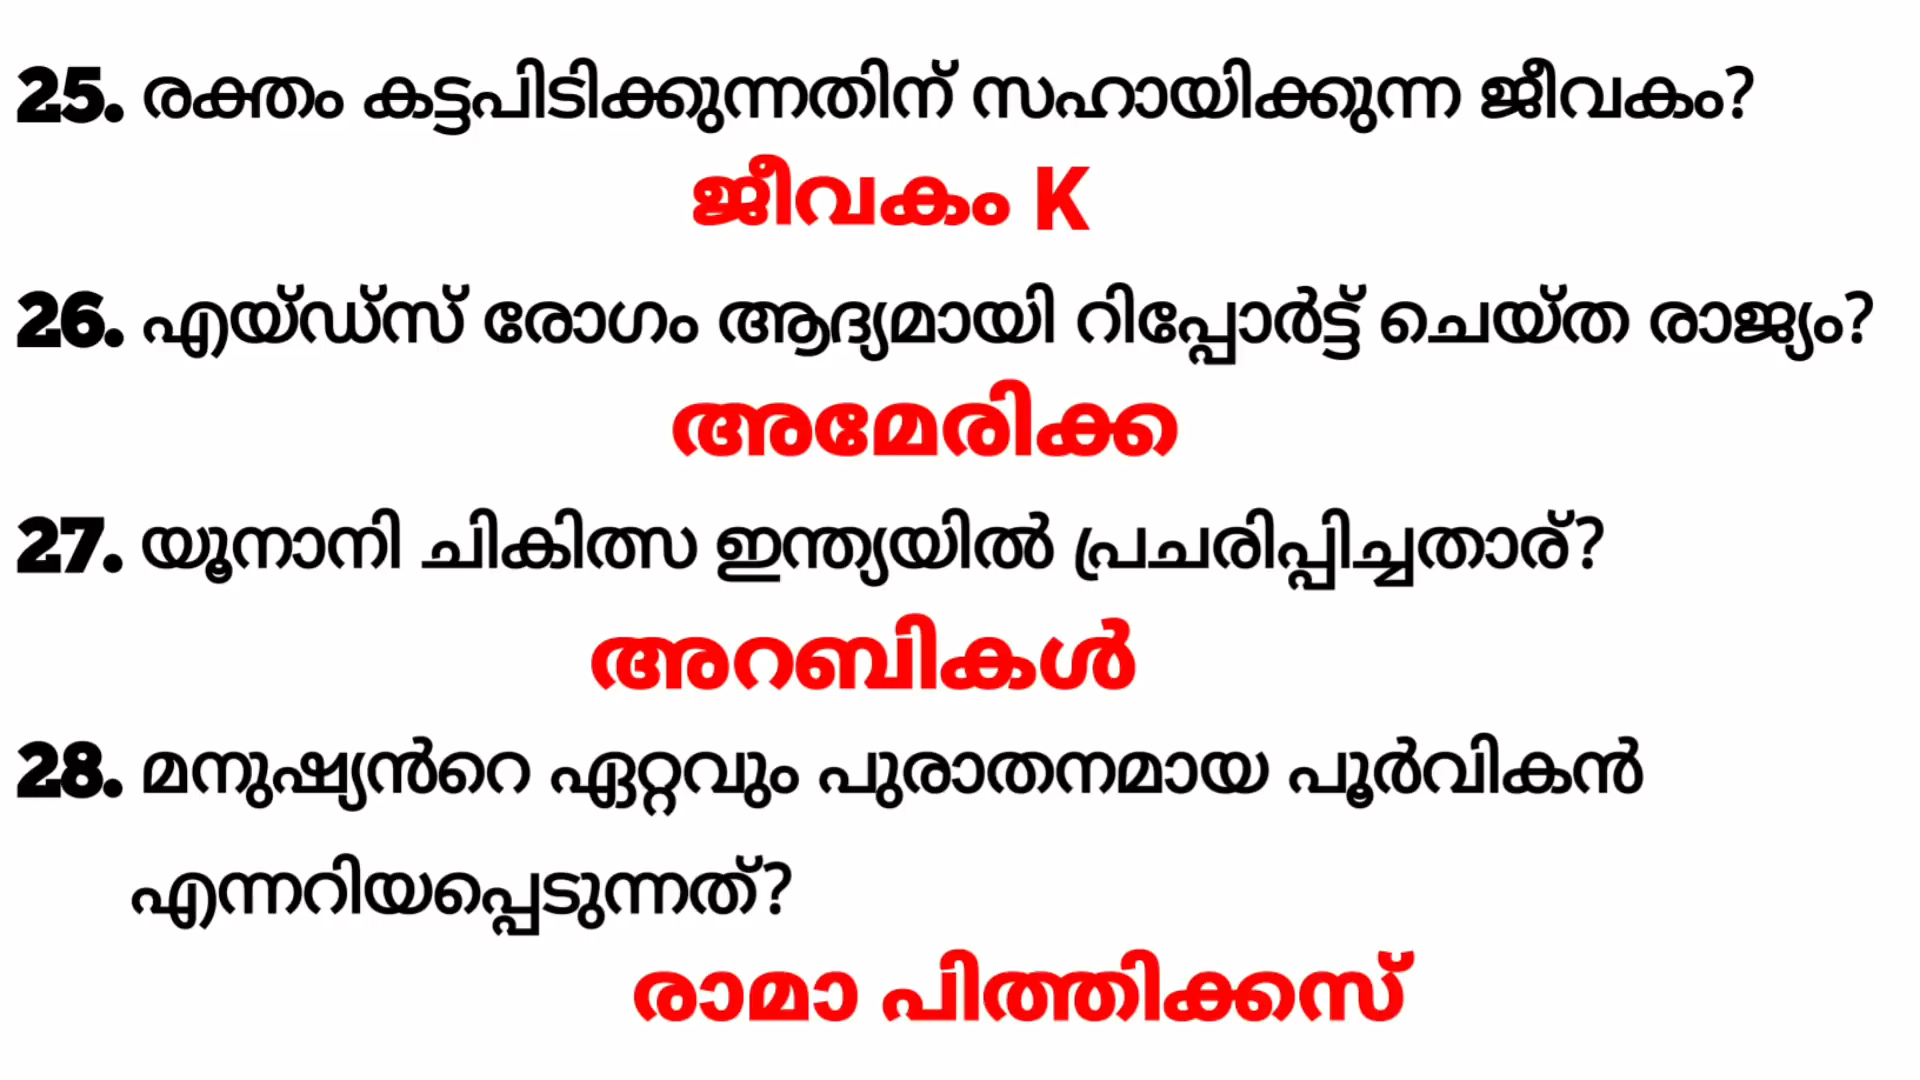 25. രക്തം കട്ടപിടിക്കുന്നതിന് സഹായിക്കുന്ന ജീവകം?
ജീവകം K
26. എയ്ഡ്സ് രോഗം ആദ്യമായി റിപ്പോർട്ട് ചെയ്ത രാജ്യം?
അമേരിക്ക
27. യൂനാനി ചികിത്സ ഇന്ത്യയിൽ പ്രചരിപ്പിച്ചതാര്?
അറബികൾ
28. മനുഷ്യൻറെ ഏറ്റവും പുരാതനമായ പൂർവികൻ
എന്നറിയപ്പെടുന്നത്?
രാമാ പിത്തിക്കസ്